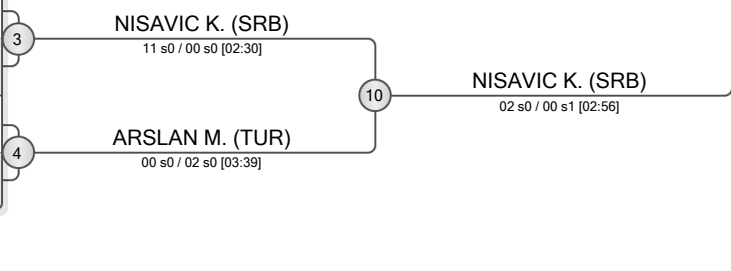 3
NISAVIC K. (SRB)
11 s0 / 00 s0 [02:30]
10
NISAVIC K. (SRB)
02 s0 / 00 s1 [02:56]
4
ARSLAN M. (TUR)
00 s0 / 02 s0 [03:39]